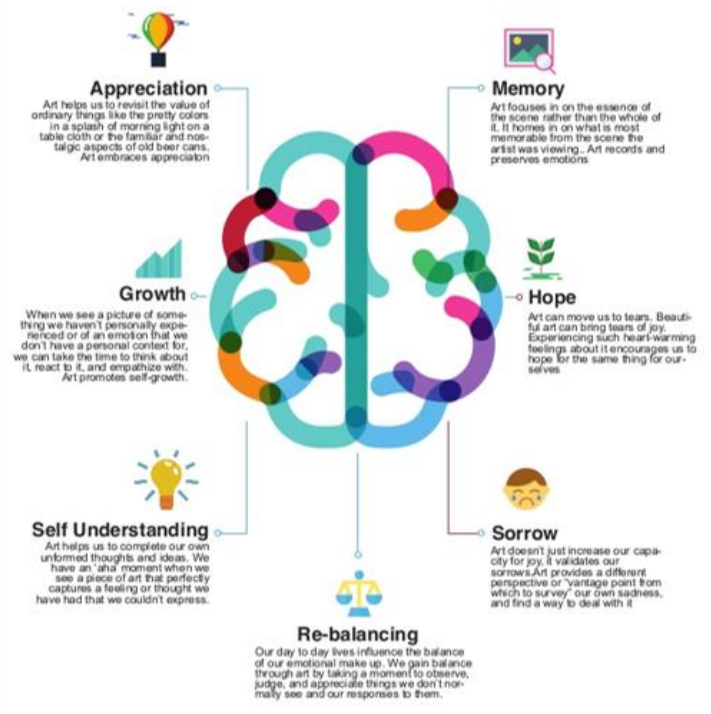 Appreciation
Art helps us to revisit the value of
ordinary things like the pretty colors
in a splash of morning light on a
table cloth or the familiar and nos-
talgic aspects of old beer cans.
Art embraces appreciaton
Memory
Art focuses in on the essence of
the scene rather than the whole of
it. It homes in on what is most
memorable from the scene the
artist was viewing.. Art records and
preserves emotions
Growth
When we see a picture of some-
thing we haven't personally expe-
rienced or of an emotion that we
don't have a personal context for,
we can take the time to think about
it, react to it, and empathize with.
Art promotes self-growth.
Hope
Art can move us to tears. Beauti-
ful art can bring tears of joy.
Experiencing such heart-warming
feelings about it encourages us to
hope for the same thing for our-
selves
Self Understanding
Art helps us to complete our own
unformed thoughts and ideas. We
have an 'aha' moment when we
see a piece of art that perfectly
captures a feeling or thought we
have had that we couldn't express.
Sorrow
Art doesn't just increase our capa-
city for joy, it validates our
sorrows.Art provides a different
perspective or "vantage point from
which to survey" our own sadness,
and find a way to deal with it
Re-balancing
Our day to day lives influence the balance
of our emotional make up. We gain balance
through art by taking a moment to observe,
judge, and appreciate things we don't nor-
mally see and our responses to them.